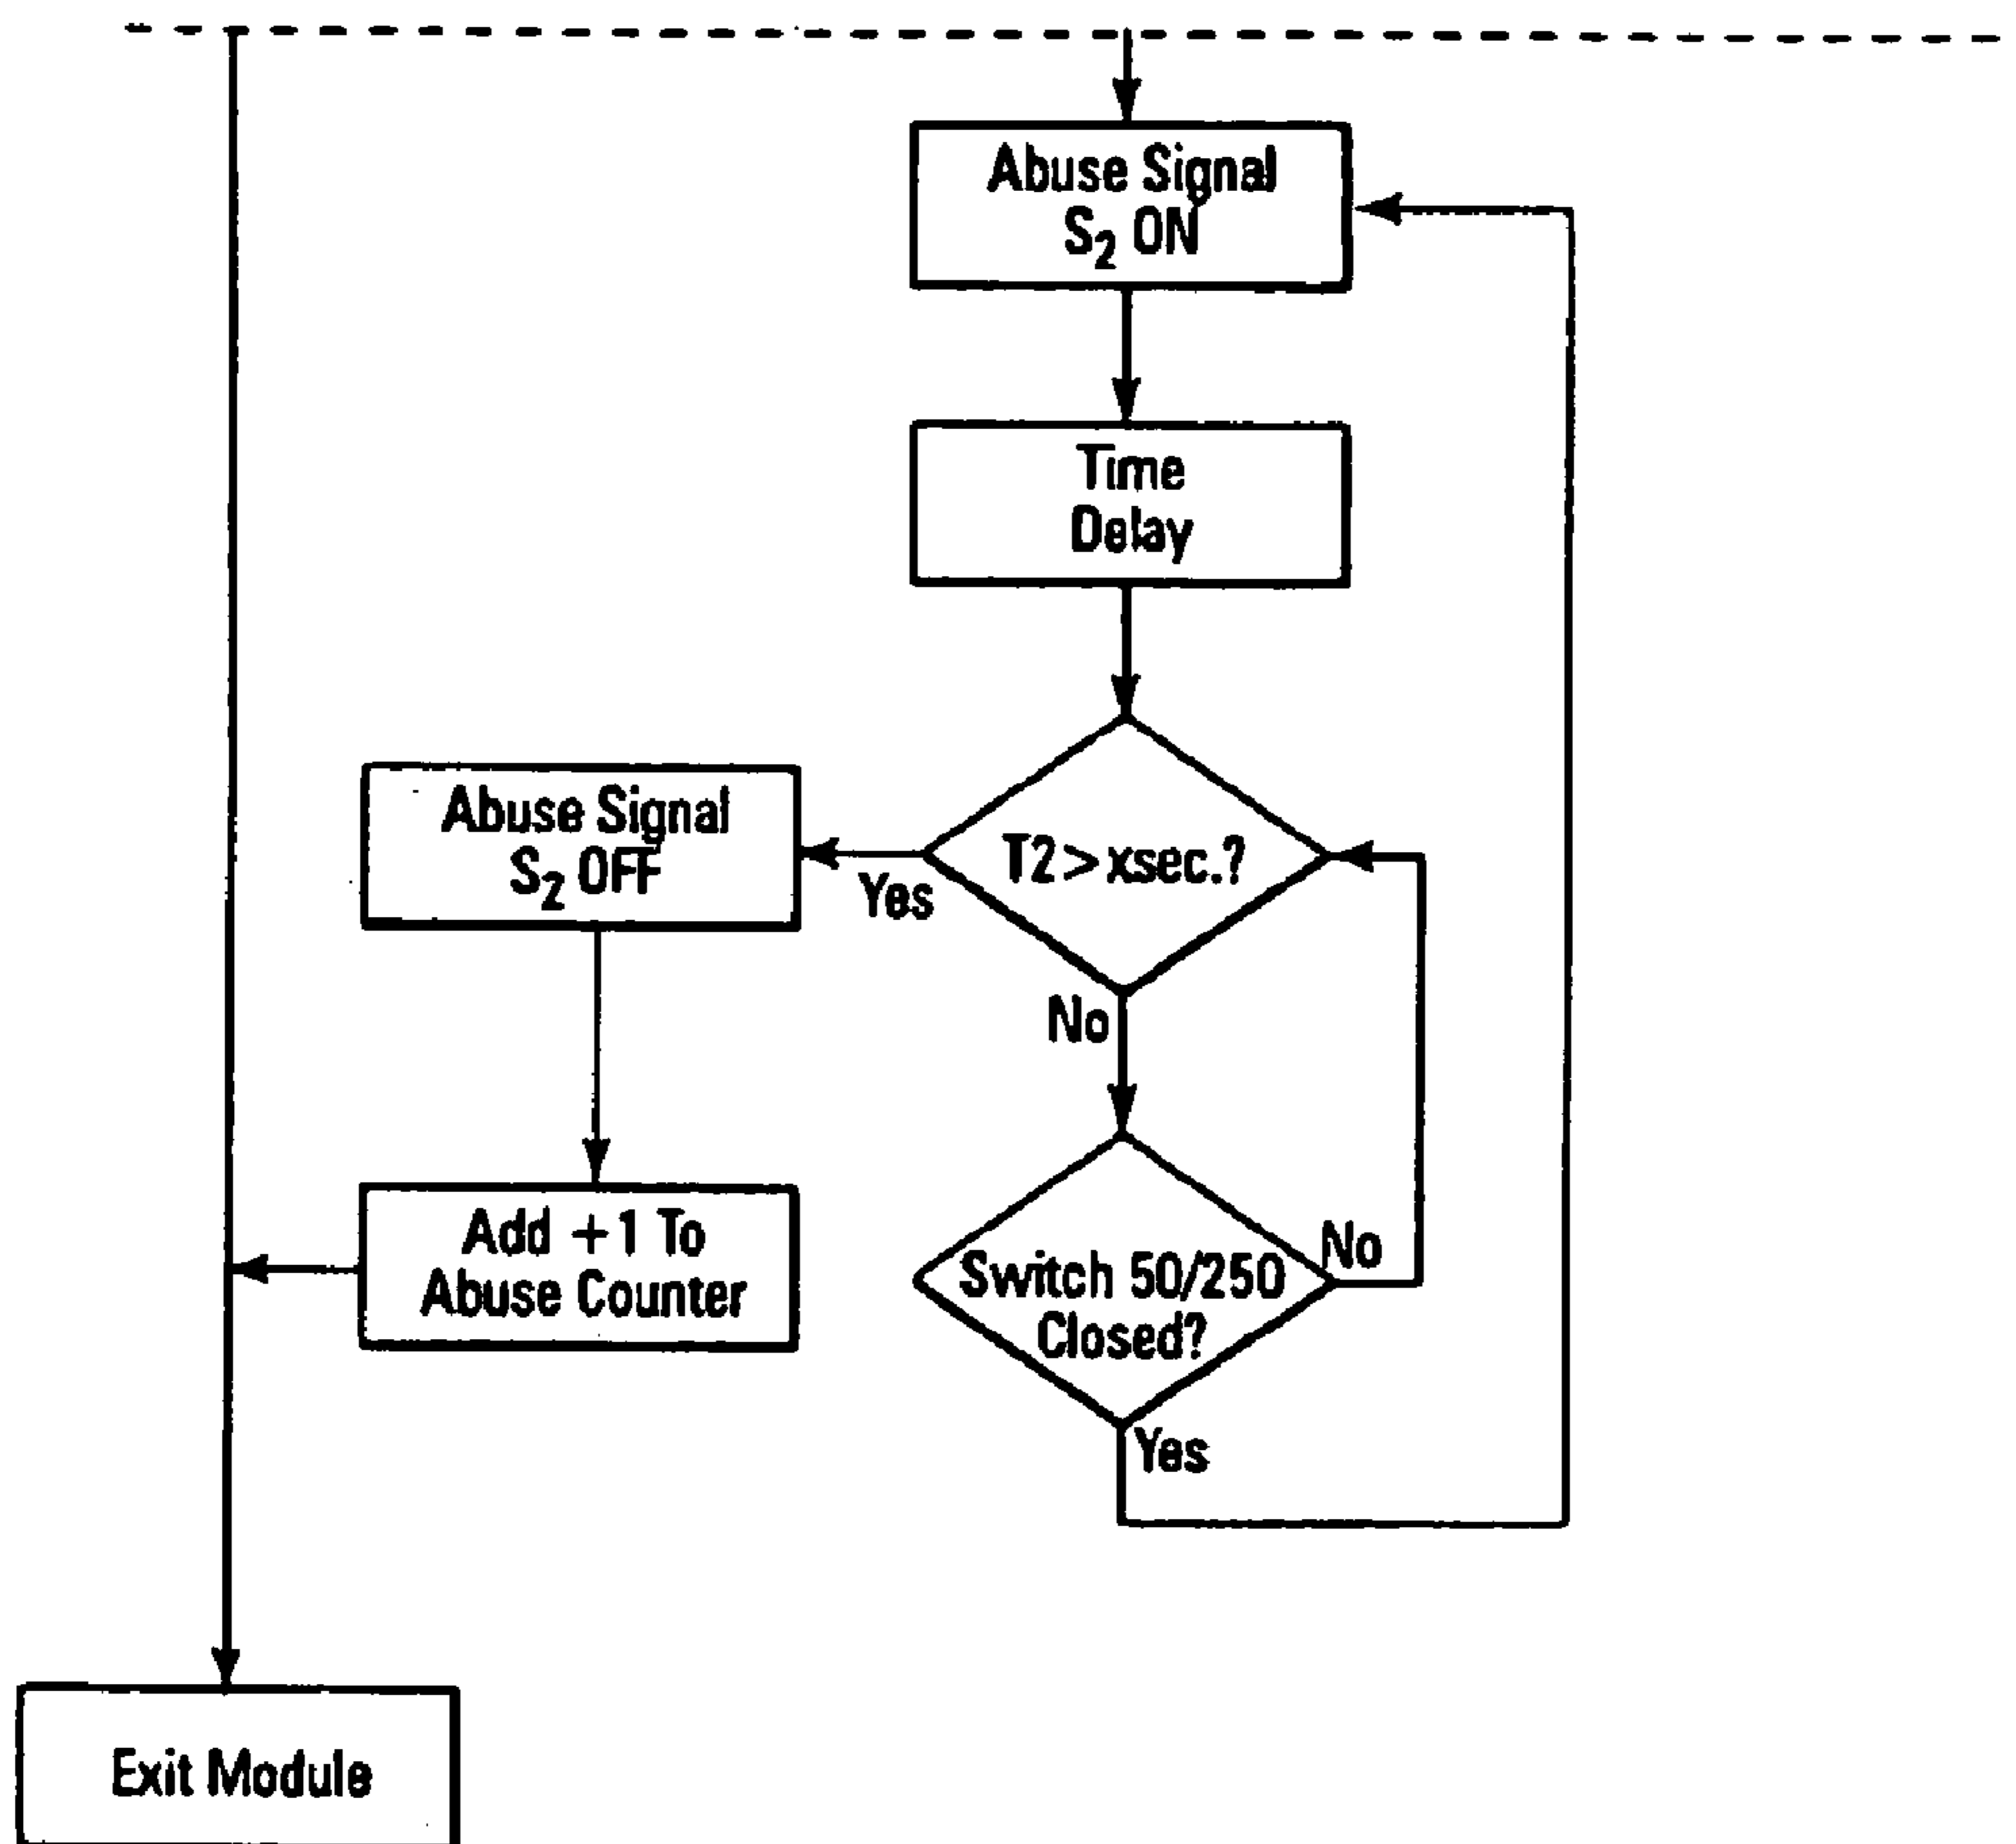 Abuse Signal
S₂ ON
Time
Delay
T2>xsec.?
Yes
No
Abuse Signal
S₂ OFF
Add +1 To
Abuse Counter
Switch 50/250
Closed?
No
Yes
Exit Module